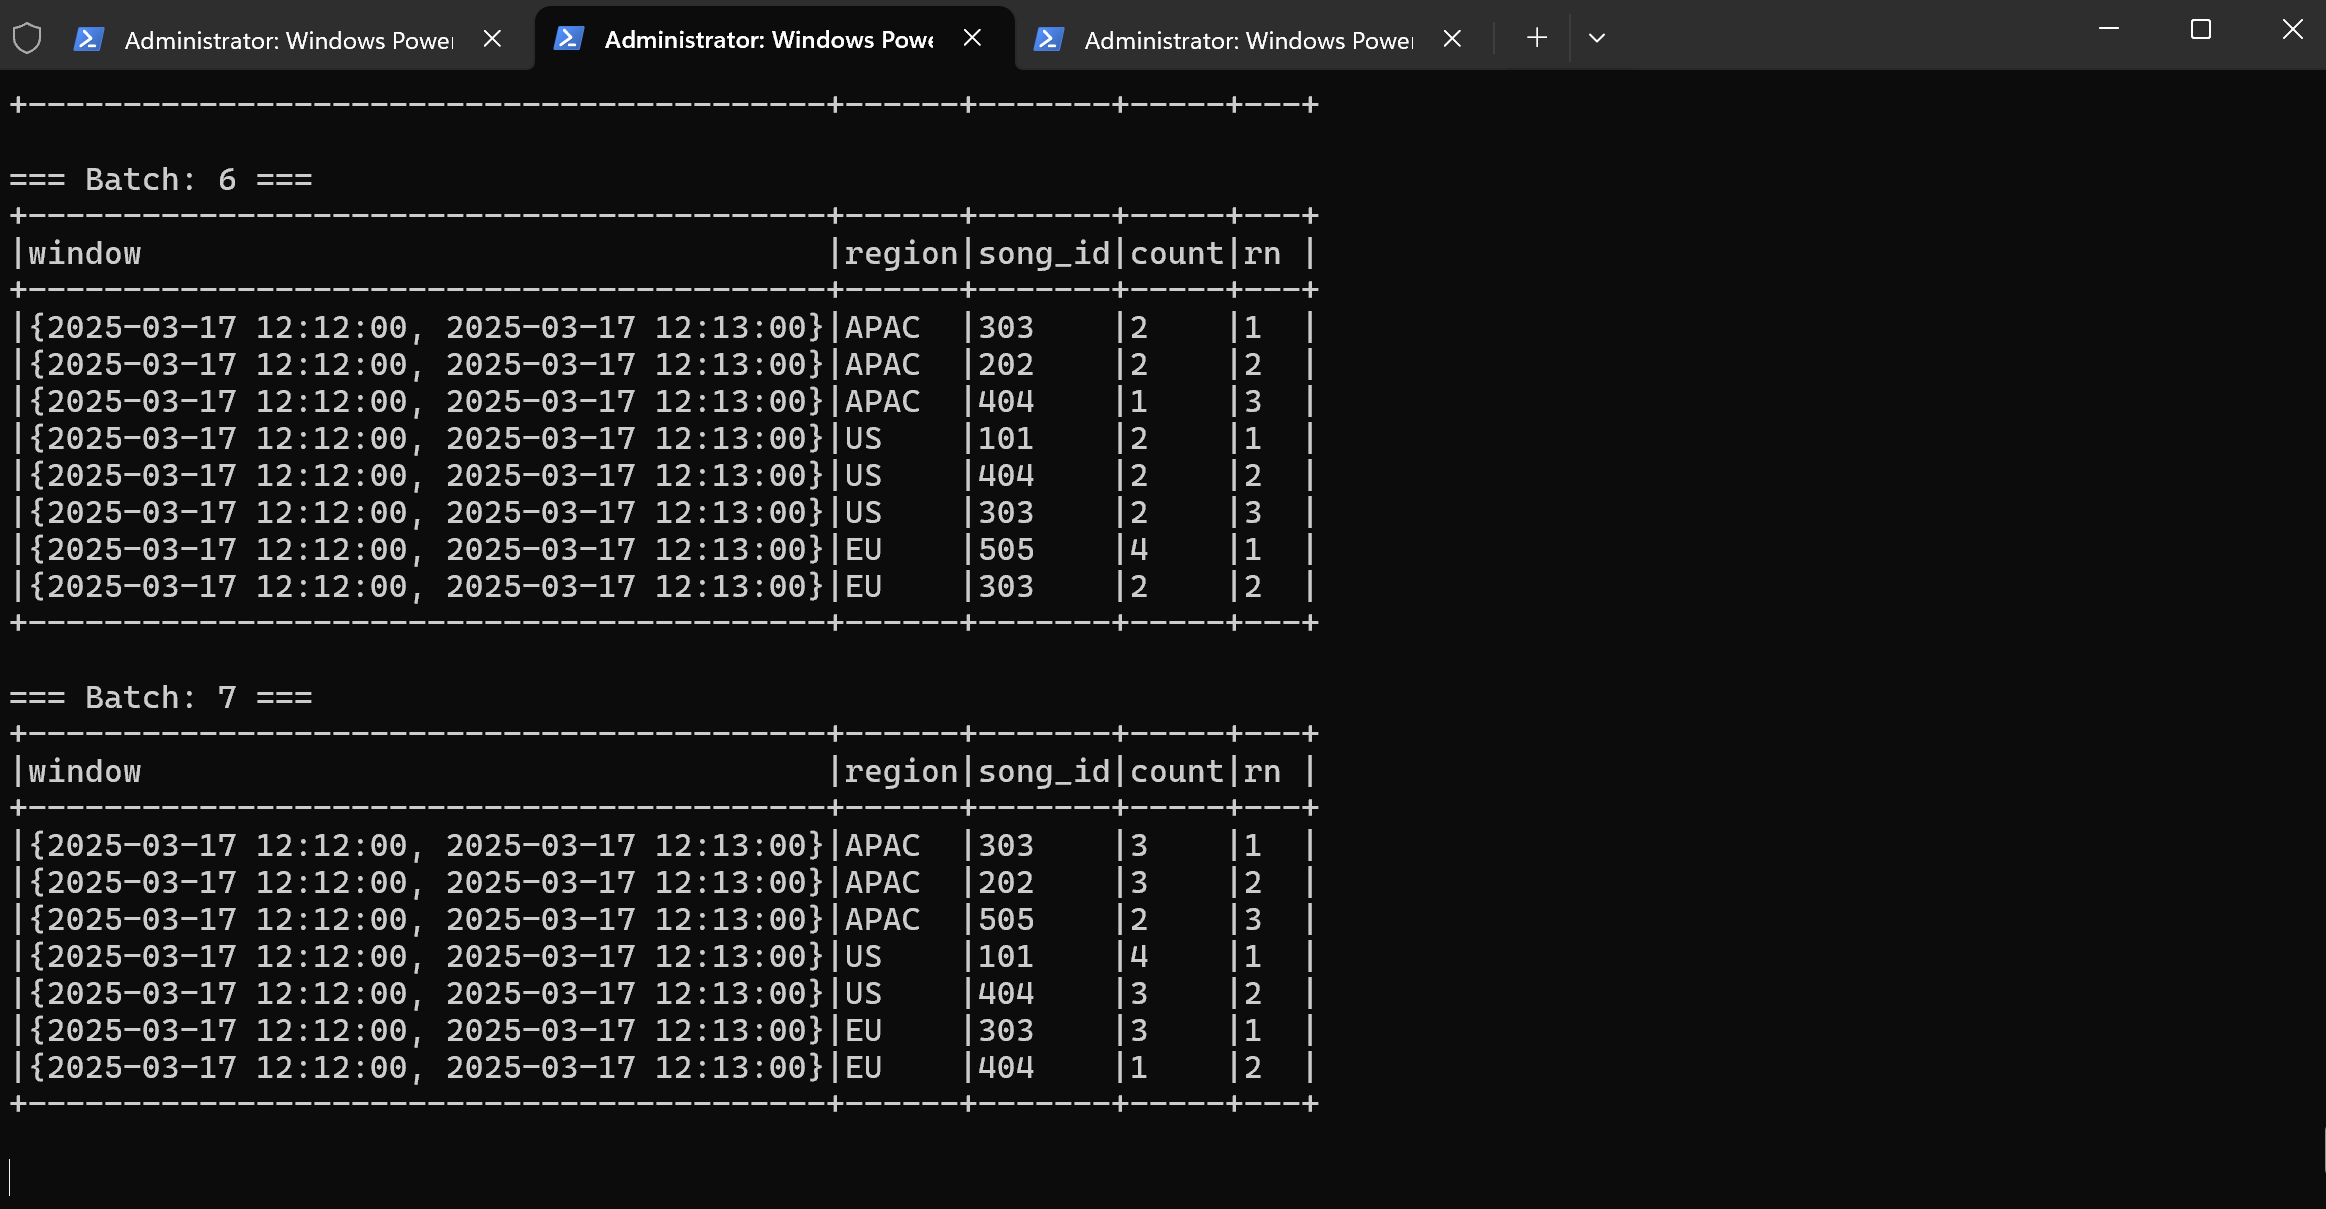 Administrator: Windows Power
Administrator: Windows Powe
Administrator: Windows Power
+------------------------------------------+------+-------+-----+---+
=== Batch: 6 ===
+------------------------------------------+------+-------+-----+---+
|window                                    |region|song_id|count|rn |
+------------------------------------------+------+-------+-----+---+
|{2025-03-17 12:12:00, 2025-03-17 12:13:00}|APAC  |303    |2    |1  |
|{2025-03-17 12:12:00, 2025-03-17 12:13:00}|APAC  |202    |2    |2  |
|{2025-03-17 12:12:00, 2025-03-17 12:13:00}|APAC  |404    |1    |3  |
|{2025-03-17 12:12:00, 2025-03-17 12:13:00}|US    |101    |2    |1  |
|{2025-03-17 12:12:00, 2025-03-17 12:13:00}|US    |404    |2    |2  |
|{2025-03-17 12:12:00, 2025-03-17 12:13:00}|US    |303    |2    |3  |
|{2025-03-17 12:12:00, 2025-03-17 12:13:00}|EU    |505    |4    |1  |
|{2025-03-17 12:12:00, 2025-03-17 12:13:00}|EU    |303    |2    |2  |
+------------------------------------------+------+-------+-----+---+
=== Batch: 7 ===
+------------------------------------------+------+-------+-----+---+
|window                                    |region|song_id|count|rn |
+------------------------------------------+------+-------+-----+---+
|{2025-03-17 12:12:00, 2025-03-17 12:13:00}|APAC  |303    |3    |1  |
|{2025-03-17 12:12:00, 2025-03-17 12:13:00}|APAC  |202    |3    |2  |
|{2025-03-17 12:12:00, 2025-03-17 12:13:00}|APAC  |505    |2    |3  |
|{2025-03-17 12:12:00, 2025-03-17 12:13:00}|US    |101    |4    |1  |
|{2025-03-17 12:12:00, 2025-03-17 12:13:00}|US    |404    |3    |2  |
|{2025-03-17 12:12:00, 2025-03-17 12:13:00}|EU    |303    |3    |1  |
|{2025-03-17 12:12:00, 2025-03-17 12:13:00}|EU    |404    |1    |2  |
+------------------------------------------+------+-------+-----+---+